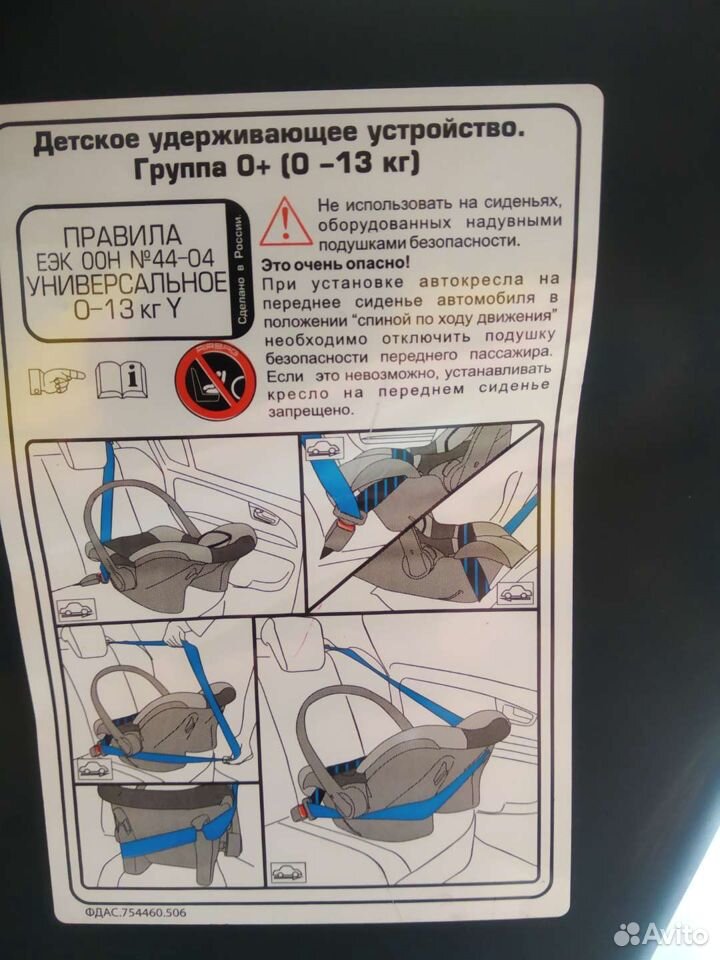 Детское удерживающее устройство.
Группа 0+ (0 –13 кг)
ПРАВИЛА
ЕЭК ООН №44-04
УНИВЕРСАЛЬНОЕ
0-13 кг Y
Сделано в России.
Не использовать на сиденьях,
оборудованных надувными
подушками безопасности.
Это очень опасно!
При установке автокресла на
переднее сиденье автомобиля в
положении “спиной по ходу движения”
необходимо отключить подушку
безопасности переднего пассажира.
Если это невозможно, устанавливать
кресло на переднем сиденье
запрещено.
AIRBAG
i
ФДАС.754460.506
Avito